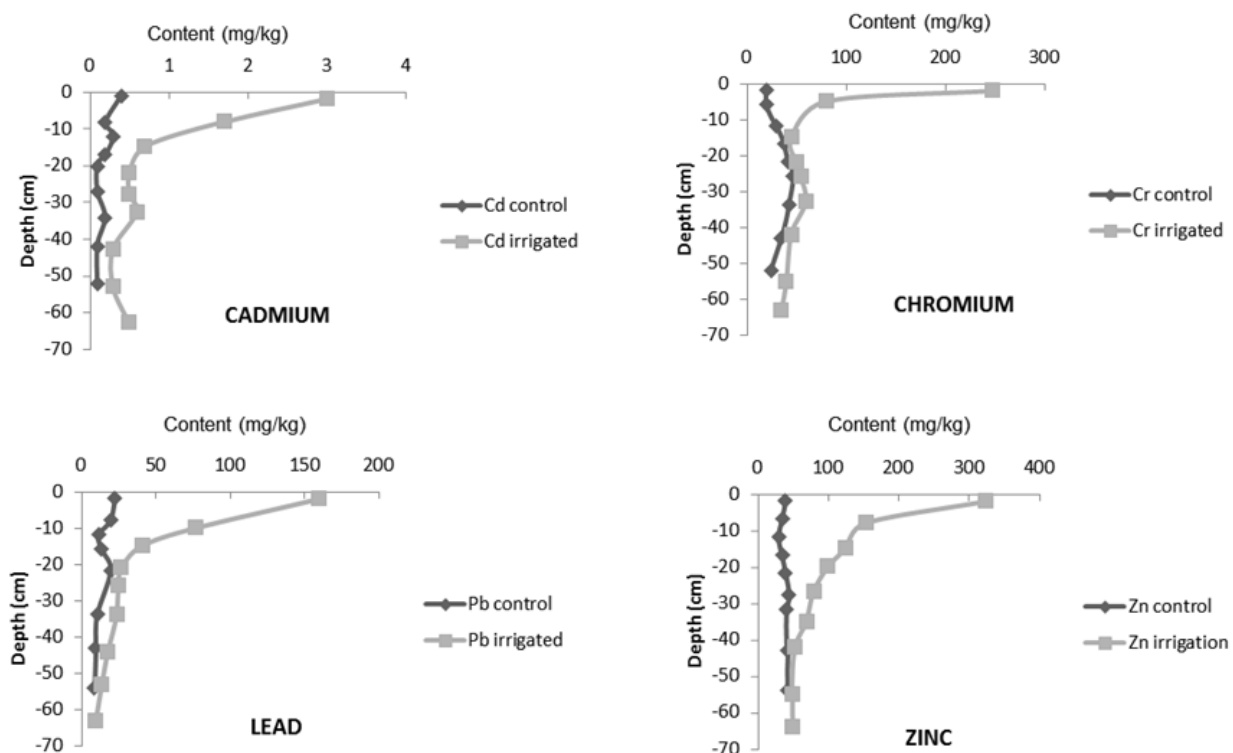 Content (mg/kg)
0 1 2 3 4
0
-10
-20
-30
-40
-50
-60
-70
Depth (cm)
Cd control
Cd irrigated
CADMIUM
Content (mg/kg)
0 100 200 300
0
-10
-20
-30
-40
-50
-60
-70
Depth (cm)
Cr control
Cr irrigated
CHROMIUM
Content (mg/kg)
0 50 100 150 200
0
-10
-20
-30
-40
-50
-60
-70
Depth (cm)
Pb control
Pb irrigated
LEAD
Content (mg/kg)
0 100 200 300 400
0
-10
-20
-30
-40
-50
-60
-70
Depth (cm)
Zn control
Zn irrigation
ZINC